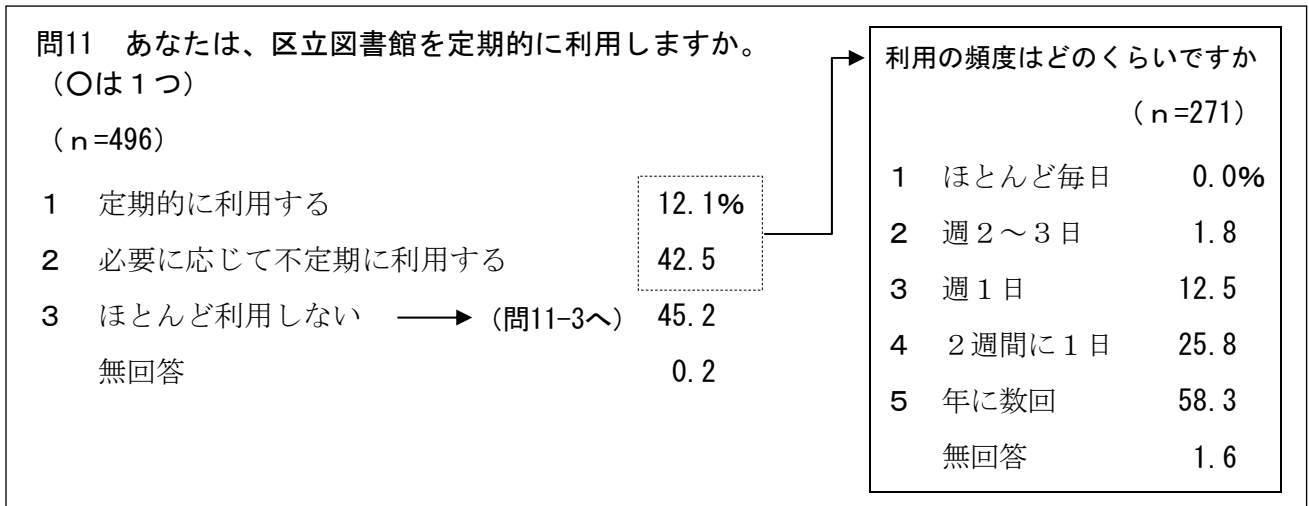 問11　あなたは、区立図書館を定期的に利用しますか。
（○は１つ）
（ｎ=496）
1　定期的に利用する　12.1%
2　必要に応じて不定期に利用する　42.5
3　ほとんど利用しない　（問11-3へ）　45.2
無回答　0.2
利用の頻度はどのくらいですか
（ｎ=271）
1　ほとんど毎日　0.0%
2　週２～３日　1.8
3　週１日　12.5
4　２週間に１日　25.8
5　年に数回　58.3
無回答　1.6